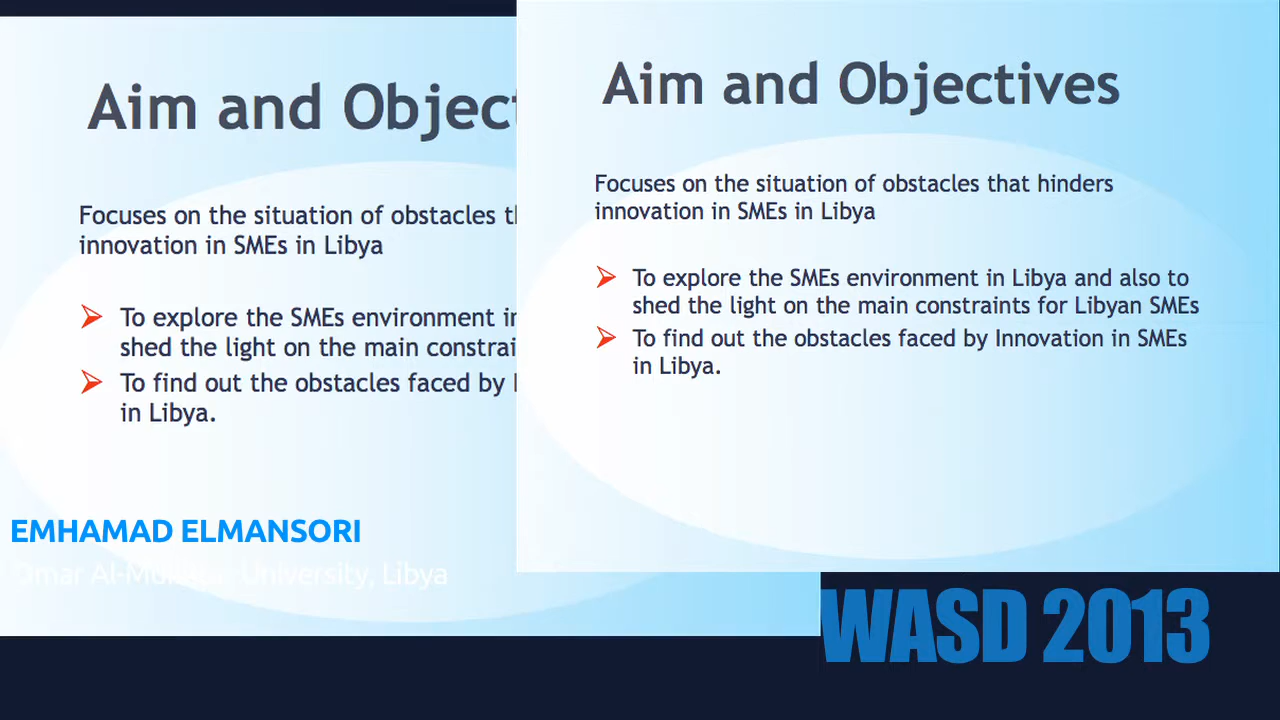 Aim and Object
Focuses on the situation of obstacles t
innovation in SMEs in Libya
To explore the SMEs environment in
shed the light on the main constrai
To find out the obstacles faced by
in Libya.
EMHAMAD ELMANSORI
Omar University, Libya
Aim and Objectives
Focuses on the situation of obstacles that hinders
innovation in SMEs in Libya
To explore the SMEs environment in Libya and also to
shed the light on the main constraints for Libyan SMEs
To find out the obstacles faced by Innovation in SMEs
in Libya.
WASD 2013